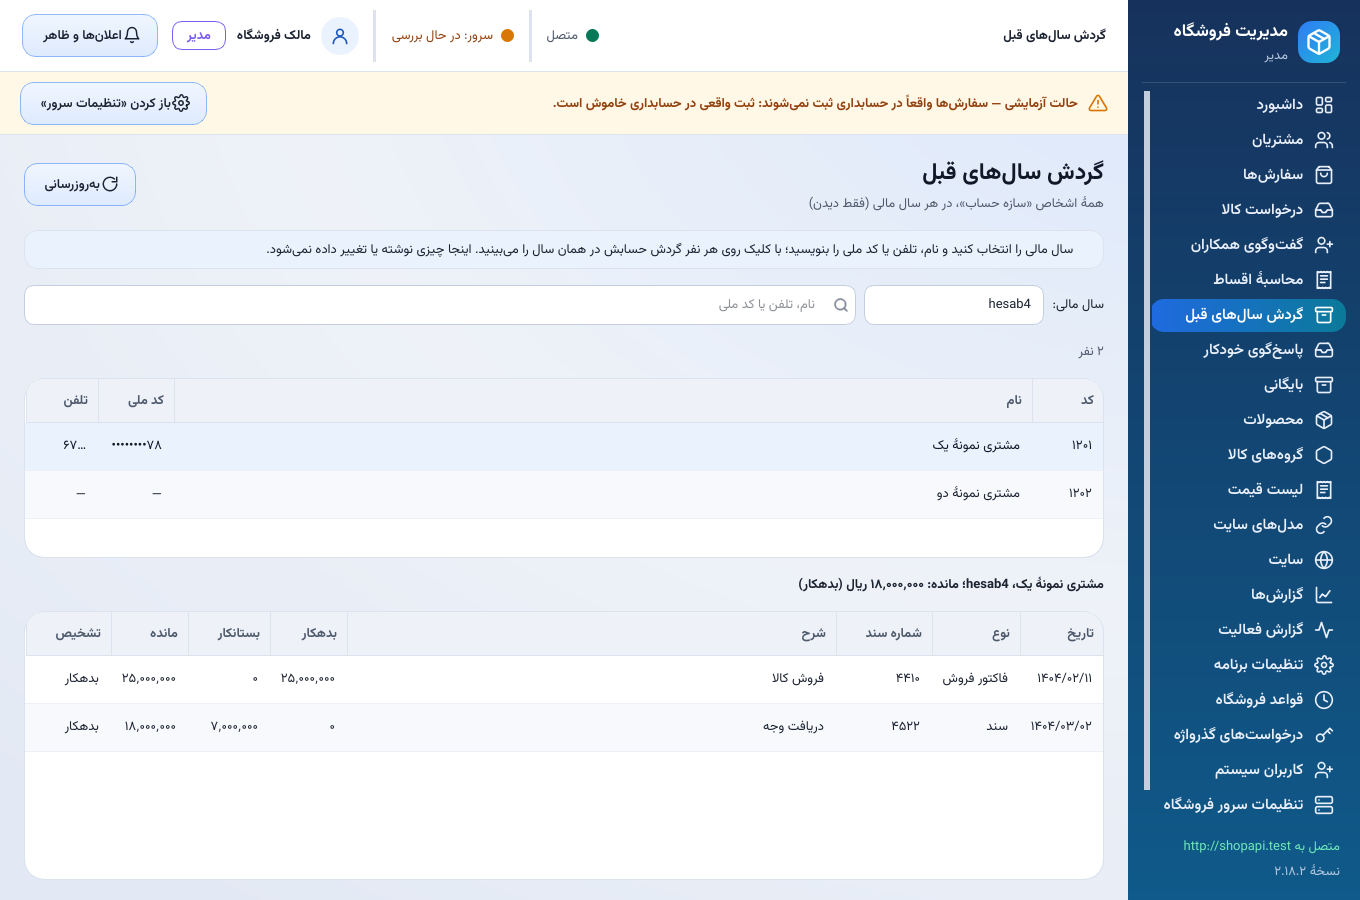 مدیریت فروشگاه
مدیر
داشبورد
مشتریان
سفارش‌ها
درخواست کالا
گفت‌وگوی همکاران
محاسبهٔ اقساط
گردش سال‌های قبل
پاسخ‌گوی خودکار
بایگانی
محصولات
گروه‌های کالا
لیست قیمت
مدل‌های سایت
سایت
گزارش‌ها
گزارش فعالیت
تنظیمات برنامه
قواعد فروشگاه
درخواست‌های گذرواژه
کاربران سیستم
تنظیمات سرور فروشگاه
متصل به http://shopapi.test
نسخهٔ ۲.۱۸.۲
گردش سال‌های قبل
متصل
سرور: در حال بررسی
مالک فروشگاه
مدیر
اعلان‌ها و ظاهر
حالت آزمایشی — سفارش‌ها واقعاً در حسابداری ثبت نمی‌شوند: ثبت واقعی در حسابداری خاموش است.
باز کردن «تنظیمات سرور»
گردش سال‌های قبل
همهٔ اشخاص «سازه حساب»، در هر سال مالی (فقط دیدن)
به‌روزرسانی
سال مالی را انتخاب کنید و نام، تلفن یا کد ملی را بنویسید؛ با کلیک روی هر نفر گردش حسابش در همان سال را می‌بینید. اینجا چیزی نوشته یا تغییر داده نمی‌شود.
سال مالی: hesab4 نام، تلفن یا کد ملی
۲ نفر
کد نام کد ملی تلفن
۱۲۰۱ مشتری نمونهٔ یک ••••••••۷۸ …۶۷
۱۲۰۲ مشتری نمونهٔ دو — —
مشتری نمونهٔ یک، hesab4؛ مانده: ۱۸,۰۰۰,۰۰۰ ریال (بدهکار)
تاریخ نوع شماره سند شرح بدهکار بستانکار مانده تشخیص
۱۴۰۴/۰۲/۱۱ فاکتور فروش ۴۴۱۰ فروش کالا ۲۵,۰۰۰,۰۰۰ ۰ ۲۵,۰۰۰,۰۰۰ بدهکار
۱۴۰۴/۰۳/۰۲ سند ۴۵۲۲ دریافت وجه ۰ ۷,۰۰۰,۰۰۰ ۱۸,۰۰۰,۰۰۰ بدهکار